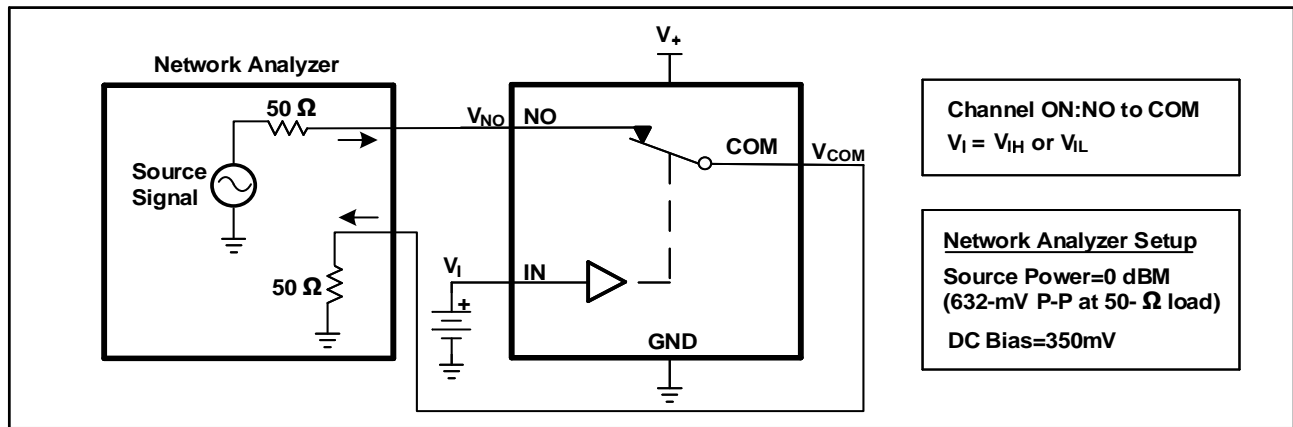 Network Analyzer
50 Ω
Source
Signal
50 Ω
V+
VNO
NO
COM
VCOM
VI
+
IN
GND
Channel ON:NO to COM
VI = VIH or VIL
Network Analyzer Setup
Source Power=0 dBM
(632-mV P-P at 50- Ω load)
DC Bias=350mV